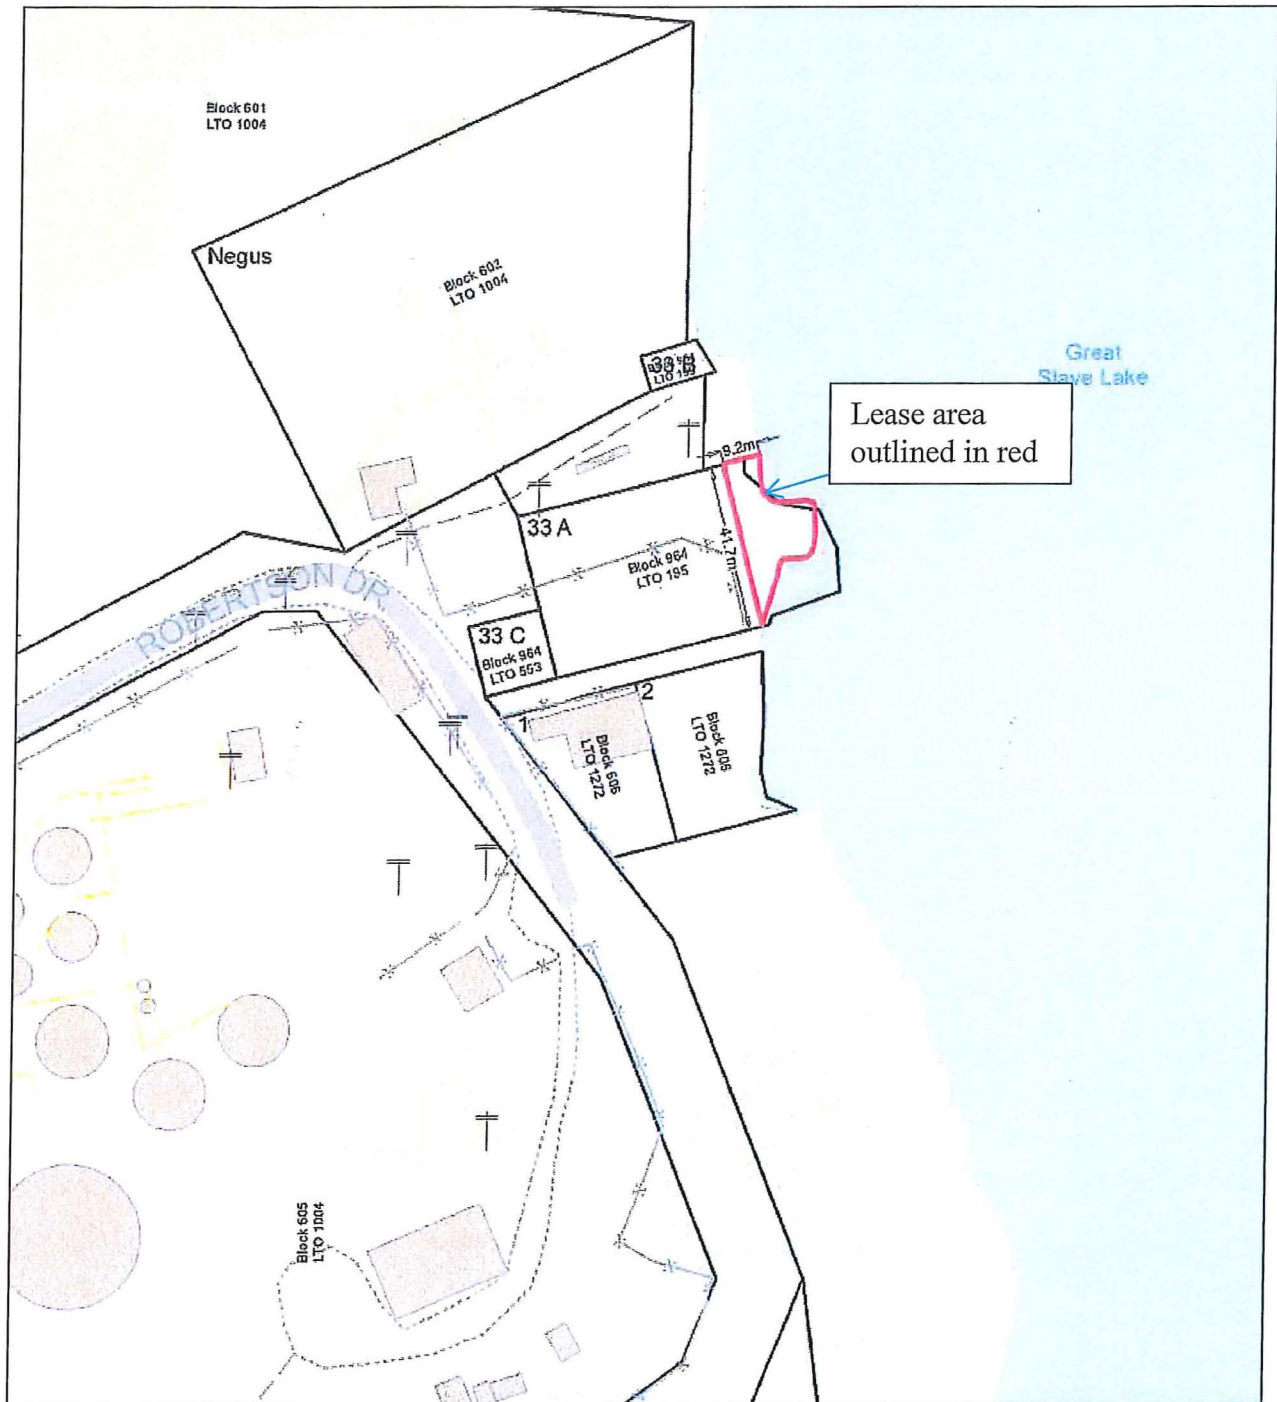 Block 601
LTO 1004
Negus
Block 602
LTO 1004
Great
Slave Lake
33 B
Lease area
outlined in red
9.2m
33 A
41.7m
Block 964
LTO 195
ROBERTSON DR.
33 C
Block 964
LTO 553
1
2
Block 606
LTO 1272
Block 606
LTO 1272
Block 605
LTO 1004